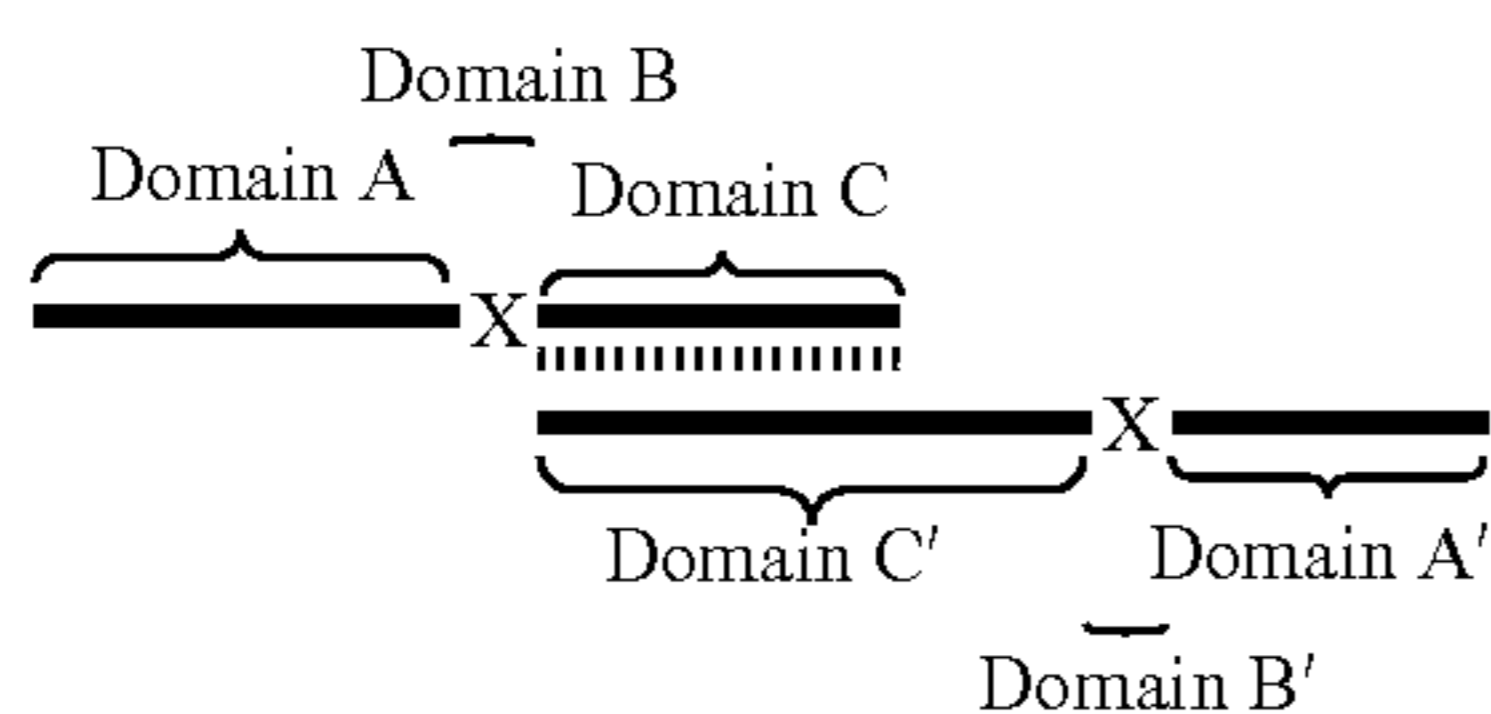 Domain B
Domain A
Domain C
X
X
Domain C′
Domain A′
Domain B′